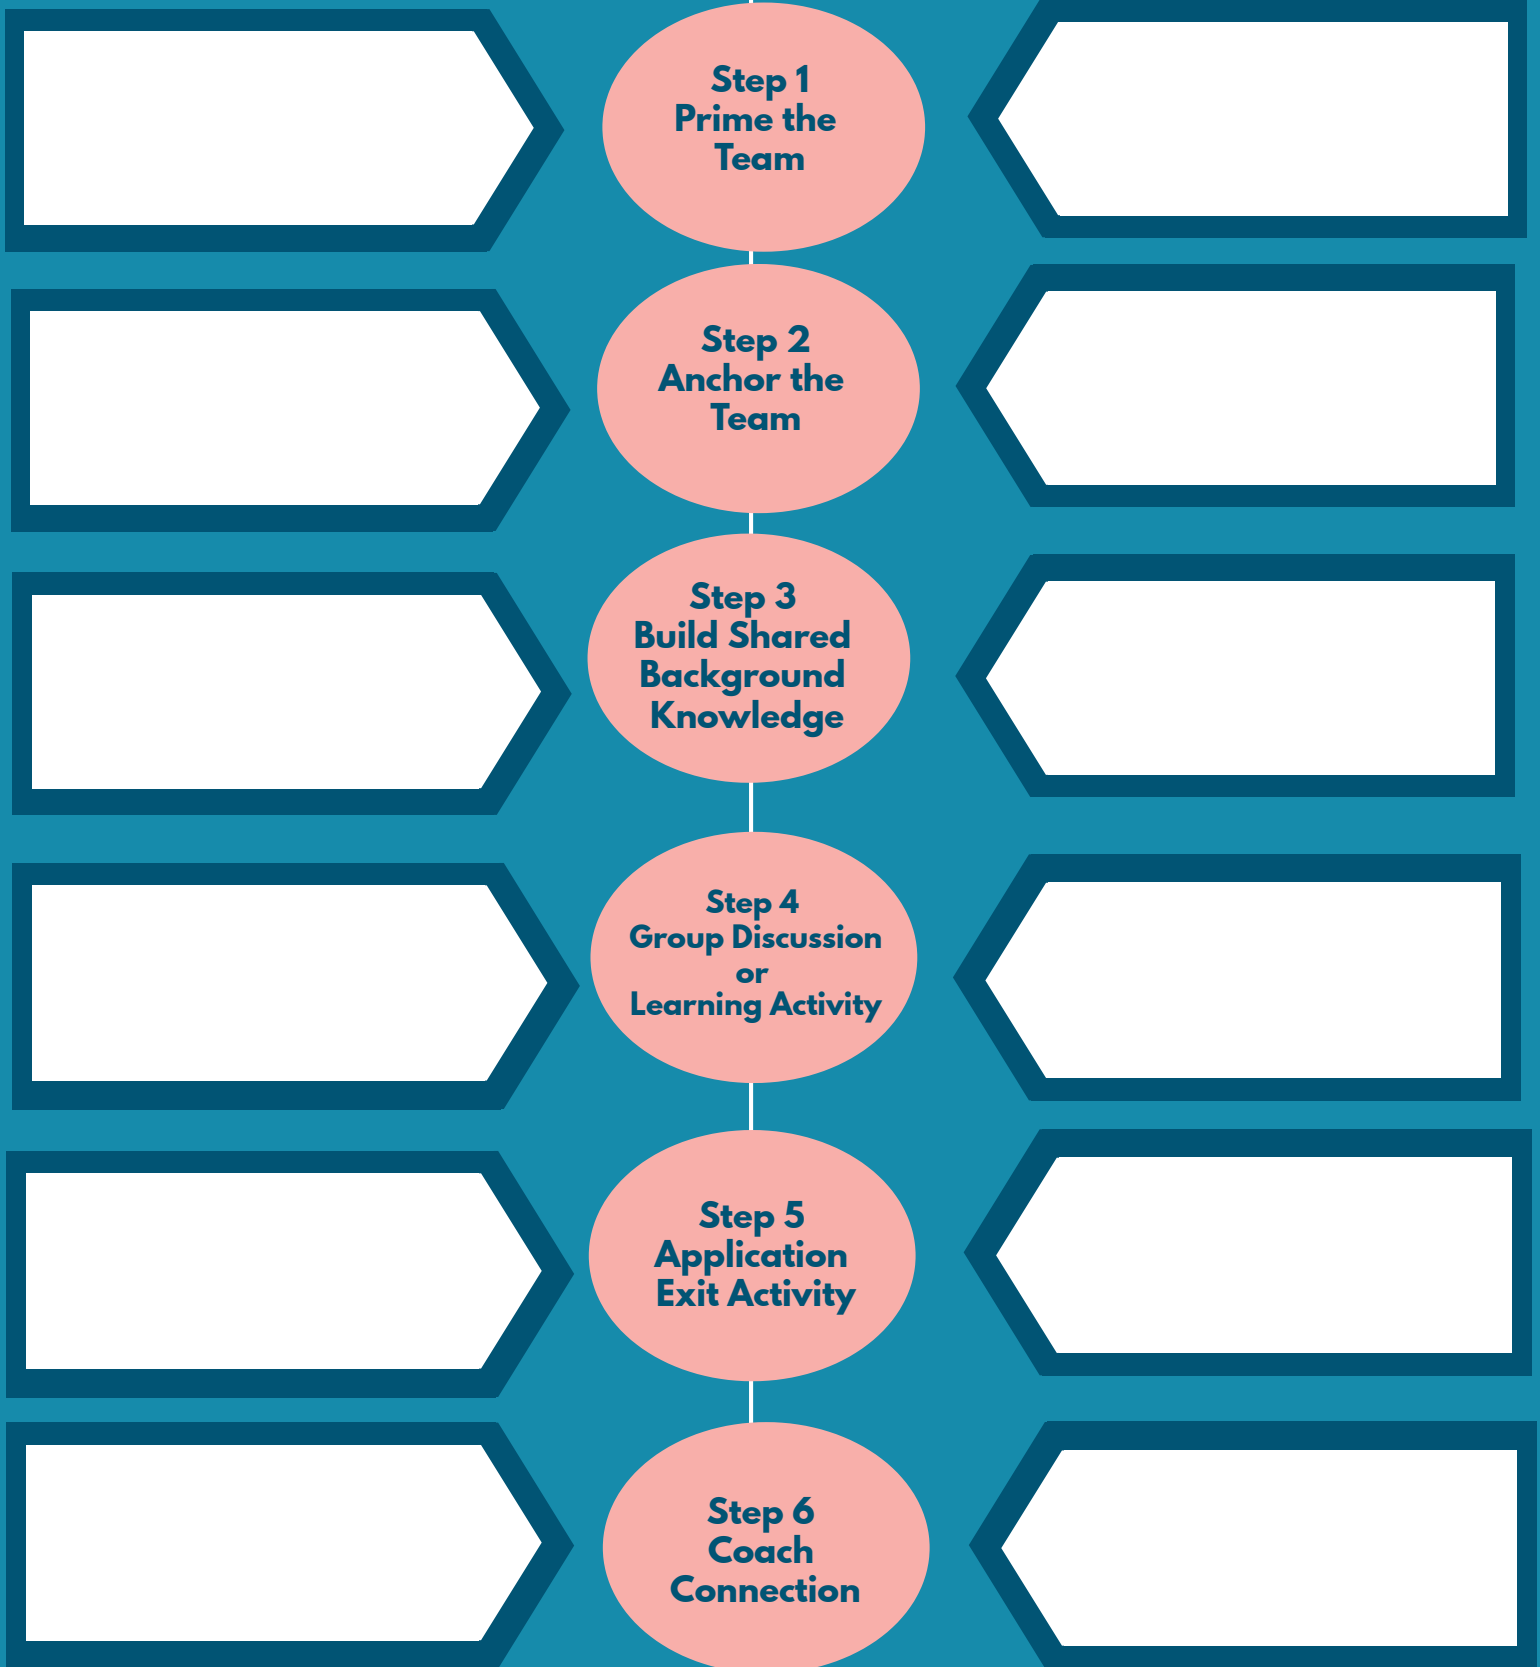 Step 1
Prime the
Team
Step 2
Anchor the
Team
Step 3
Build Shared
Background
Knowledge
Step 4
Group Discussion
or
Learning Activity
Step 5
Application
Exit Activity
Step 6
Coach
Connection